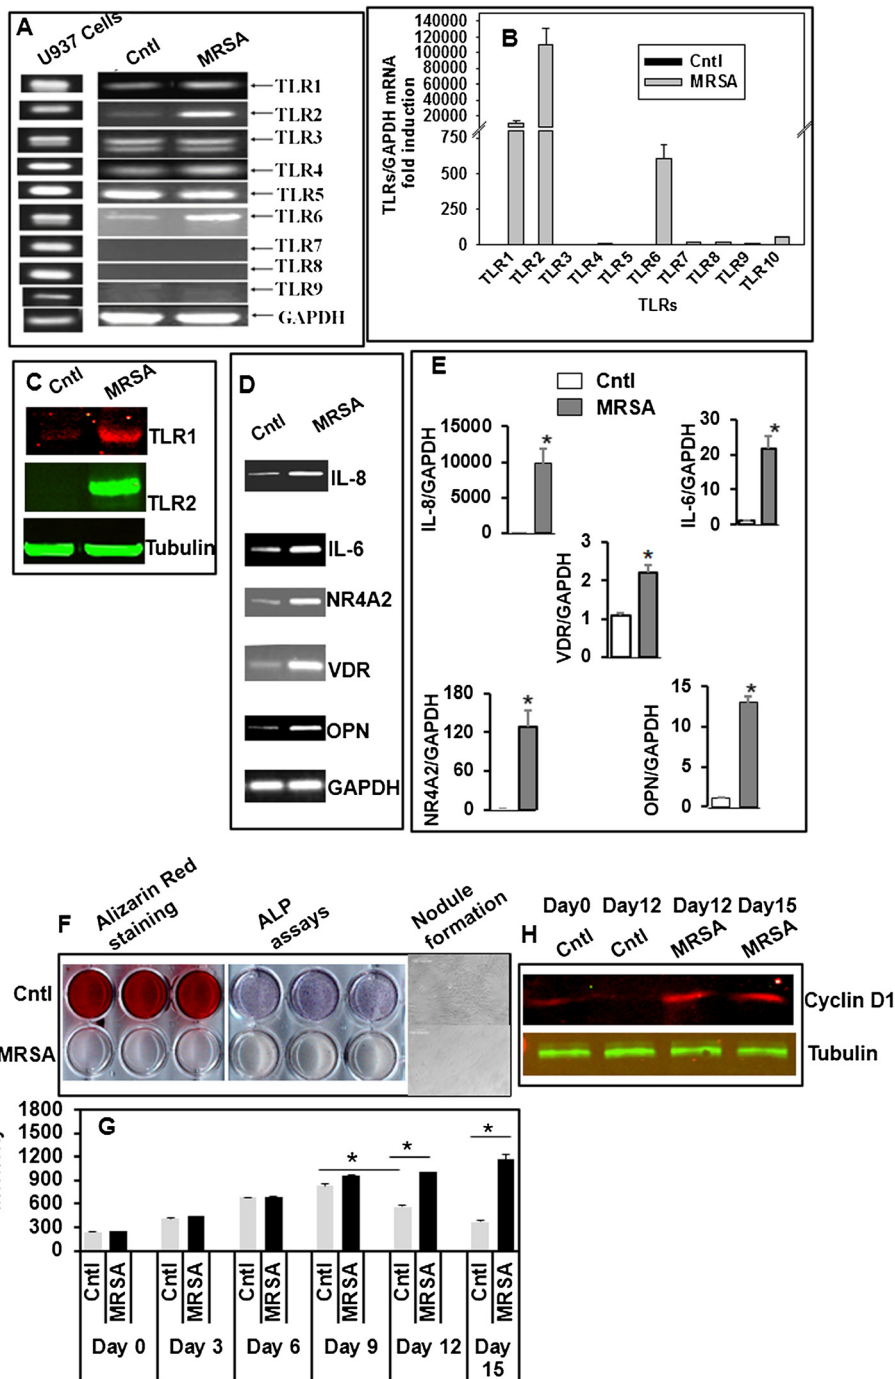 A
U937 Cells
Cntl
MRSA
TLR1
TLR2
TLR3
TLR4
TLR5
TLR6
TLR7
TLR8
TLR9
GAPDH
B
TLRs/GAPDH mRNA
fold induction
140000
120000
100000
80000
60000
40000
20000
750
500
250
0
Cntl
MRSA
TLR1
TLR2
TLR3
TLR4
TLR5
TLR6
TLR7
TLR8
TLR9
TLR10
TLRs
C
Cntl
MRSA
TLR1
TLR2
Tubulin
D
Cntl
MRSA
IL-8
IL-6
NR4A2
VDR
OPN
GAPDH
E
Cntl
MRSA
IL-8/GAPDH
15000
10000
5000
0
*
IL-6/GAPDH
30
20
10
0
*
VDR/GAPDH
3
2
1
0
*
NR4A2/GAPDH
180
120
60
0
*
OPN/GAPDH
15
10
5
0
*
F
Alizarin Red
staining
ALP
assays
Nodule
formation
Cntl
MRSA
H
Day0 Day12 Day12 Day15
Cntl Cntl MRSA MRSA
Cyclin D1
Tubulin
G
1800
1500
1200
900
600
300
0
* * *
Cntl MRSA Cntl MRSA Cntl MRSA Cntl MRSA Cntl MRSA Cntl MRSA
Day 0 Day 3 Day 6 Day 9 Day 12 Day
15